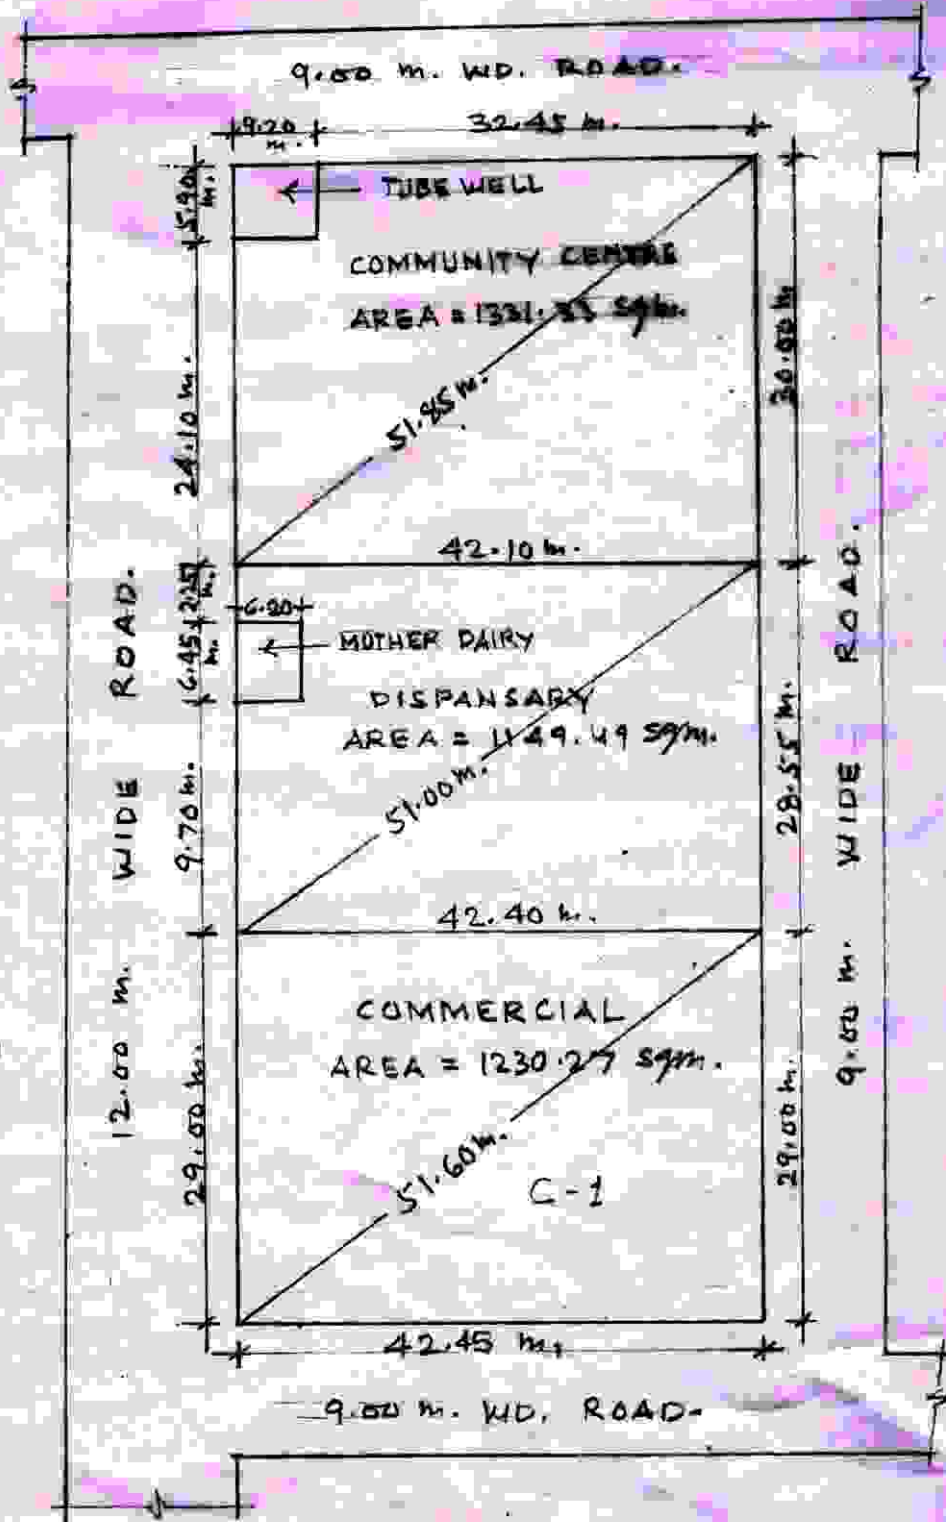 9.00 m. WD. ROAD.
9.20 m.
32.45 m.
5.90 m.
TUBE WELL
COMMUNITY CENTRE
AREA = 1331.33 Sqm.
30.00 m
24.10 m.
51.85 m.
42.10 m.
2.25 m.
6.20
6.45 m.
MOTHER DAIRY
DISPANSARY
AREA = 1149.49 sqm.
28.55 m.
51.00 m.
9.70 m.
42.40 m.
12.00 m. WIDE ROAD.
9.00 m. WIDE ROAD.
COMMERCIAL
AREA = 1230.27 sqm.
29.00 m.
29.00 m.
51.60 m.
C-1
42.45 m.
9.00 m. WD. ROAD.